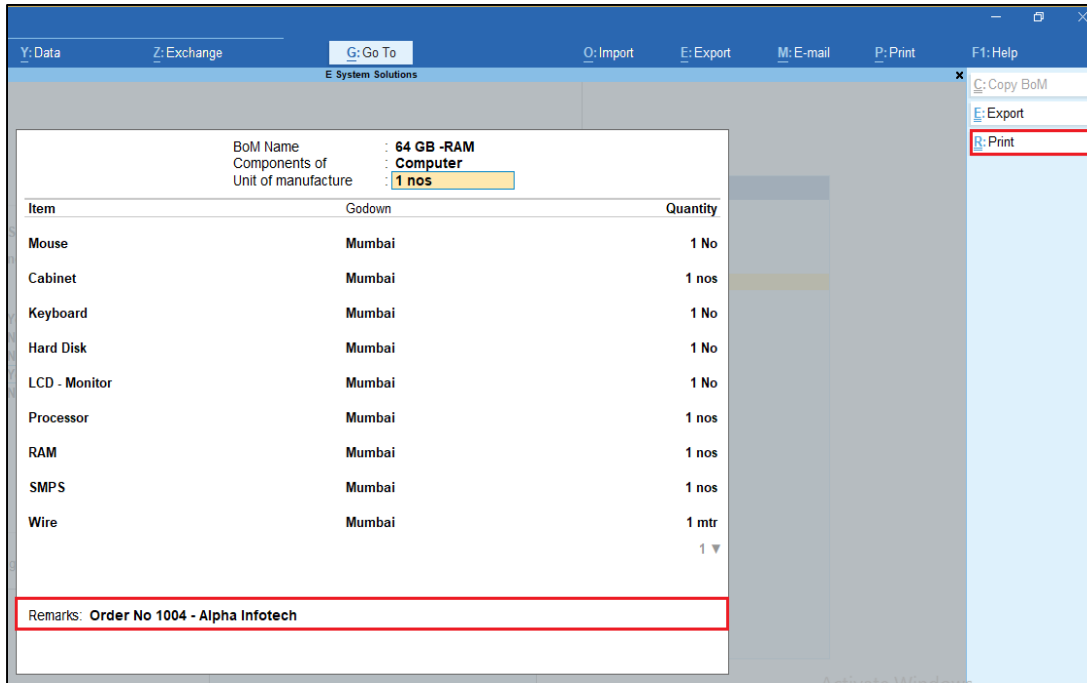 Y: Data Z: Exchange G: Go To O: Import E: Export M: E-mail P: Print F1: Help
E System Solutions
C: Copy BoM
E: Export
R: Print
BoM Name : 64 GB -RAM
Components of : Computer
Unit of manufacture : 1 nos
Item Godown Quantity
Mouse Mumbai 1 No
Cabinet Mumbai 1 nos
Keyboard Mumbai 1 No
Hard Disk Mumbai 1 No
LCD - Monitor Mumbai 1 No
Processor Mumbai 1 nos
RAM Mumbai 1 nos
SMPS Mumbai 1 nos
Wire Mumbai 1 mtr
1 ▼
Remarks: Order No 1004 - Alpha Infotech